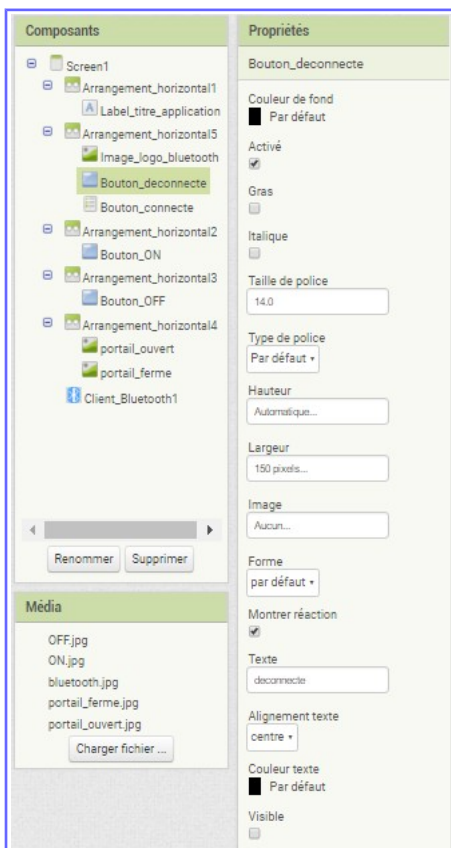 Composants
Screen1
Arrangement_horizontal1
Label_titre_application
Arrangement_horizontal5
Image_logo_bluetooth
Bouton_deconnecte
Bouton_connecte
Arrangement_horizontal2
Bouton_ON
Arrangement_horizontal3
Bouton_OFF
Arrangement_horizontal4
portail_ouvert
portail_ferme
Client_Bluetooth1
Renommer Supprimer
Média
OFF.jpg
ON.jpg
bluetooth.jpg
portail_ferme.jpg
portail_ouvert.jpg
Charger fichier ...
Propriétés
Bouton_deconnecte
Couleur de fond
Par défaut
Activé
Gras
Italique
Taille de police
14.0
Type de police
Par défaut
Hauteur
Automatique...
Largeur
150 pixels...
Image
Aucun...
Forme
par défaut
Montrer réaction
Texte
deconnecte
Alignement texte
centre
Couleur texte
Par défaut
Visible